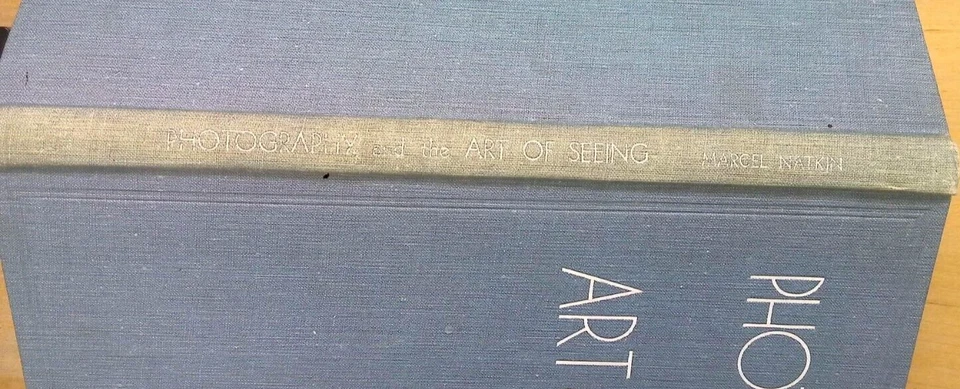 PHOTOGRAPHY and the ART OF SEEING MARCEL NATKIN
PHO
ART